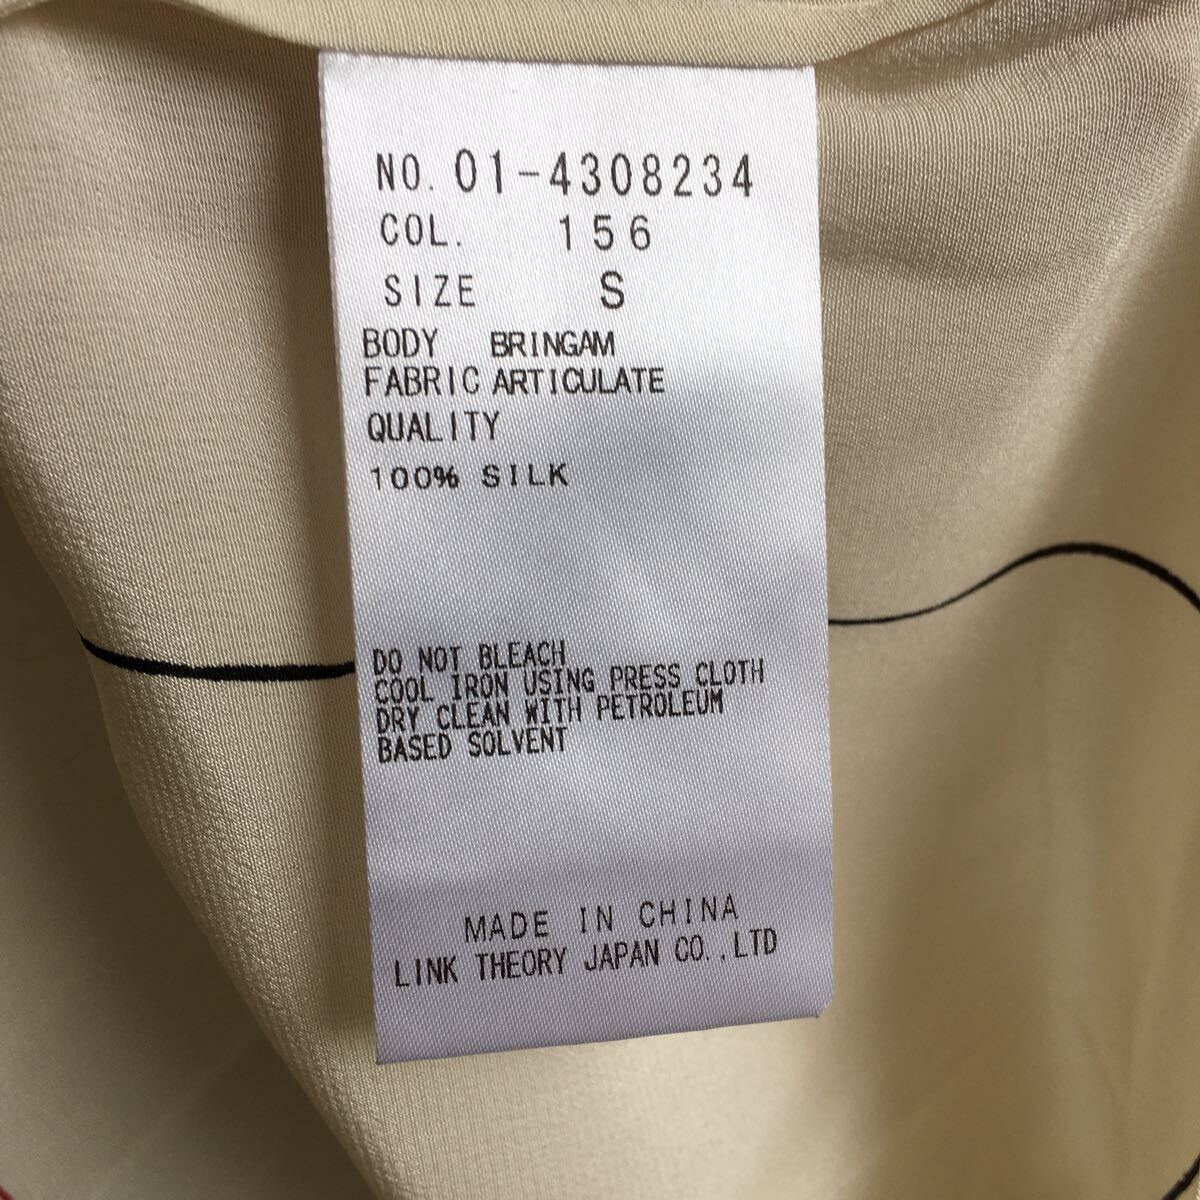 NO. 01-4308234
COL. 156
SIZE S
BODY BRINGAM
FABRIC ARTICULATE
QUALITY
100% SILK
DO NOT BLEACH
COOL IRON USING PRESS CLOTH
DRY CLEAN WITH PETROLEUM
BASED SOLVENT
MADE IN CHINA
LINK THEORY JAPAN CO.,LTD